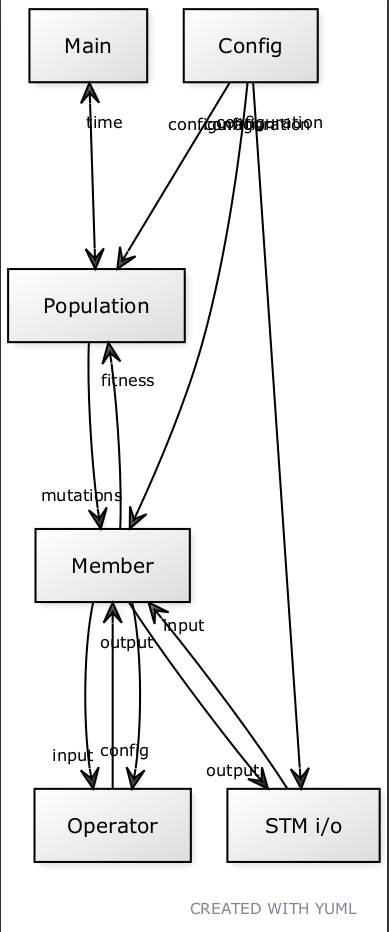 Main
Config
time
configuration
configuration
configuration
Population
fitness
mutations
Member
input
output
config
input
output
Operator
STM i/o
CREATED WITH YUML